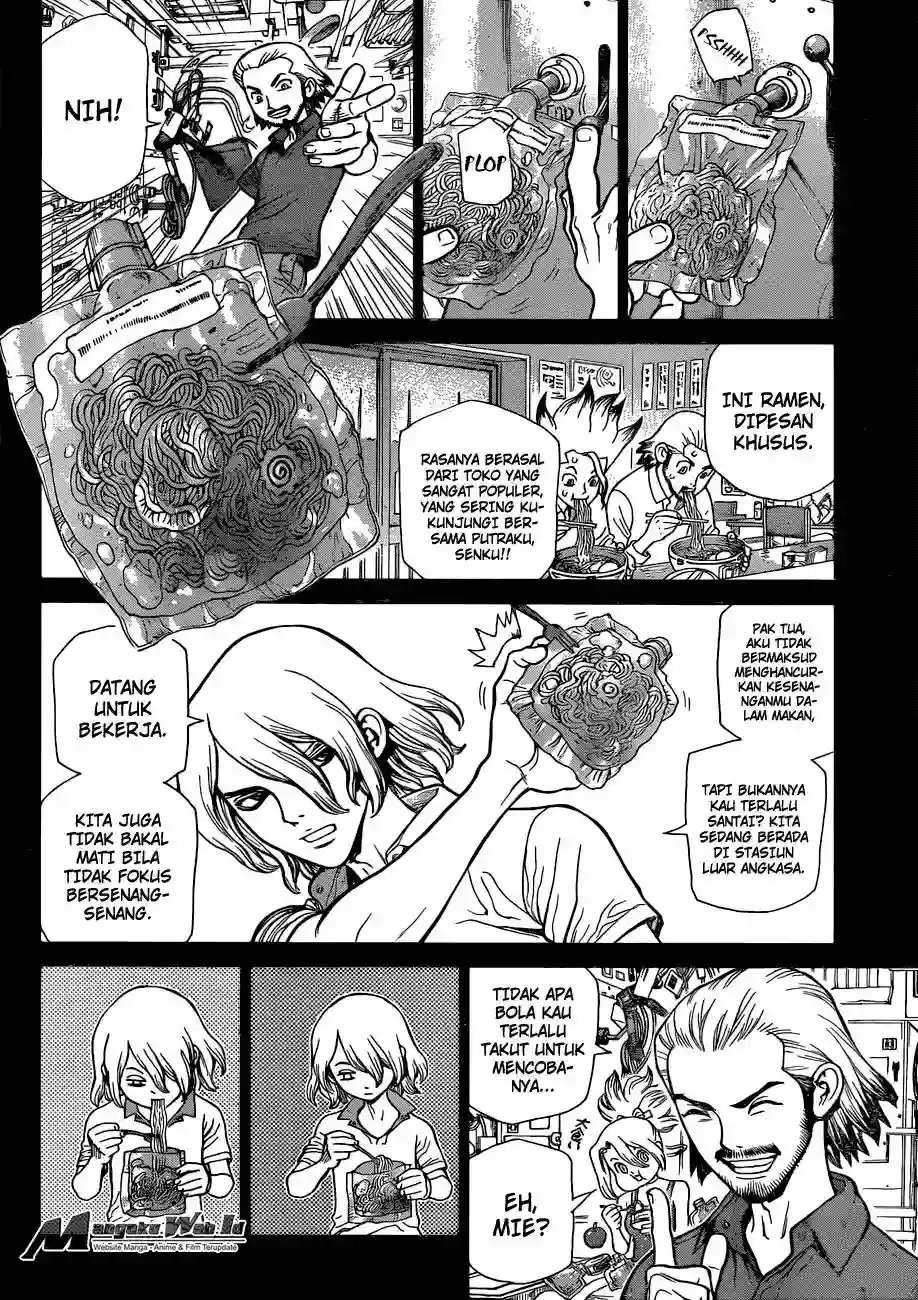 PSSHHH
PLOP
NIH!
INI RAMEN,
DIPESAN
KHUSUS.
RASANYA BERASAL
DARI TOKO YANG
SANGAT POPULER,
YANG SERING KU-
KUNJUNGI BER-
SAMA PUTRAKU,
SENKU!!
PAK TUA,
AKU TIDAK
BERMAKSUD
MENGHANCUR-
KAN KESENA-
NGANMU DA-
LAM MAKAN,
TAPI BUKANNYA
KAU TERLALU
SANTAI? KITA
SEDANG BERADA
DI STASIUN
LUAR ANGKASA.
DATANG
UNTUK
BEKERJA.
KITA JUGA
TIDAK BAKAL
MATI BILA
TIDAK FOKUS
BERSENANG-
SENANG.
TIDAK APA
BOLA KAU
TERLALU
TAKUT UNTUK
MENCOBA-
NYA...
EH,
MIE?
Mangaku.Web.Id
Website Manga - Anime & Film Terupdate